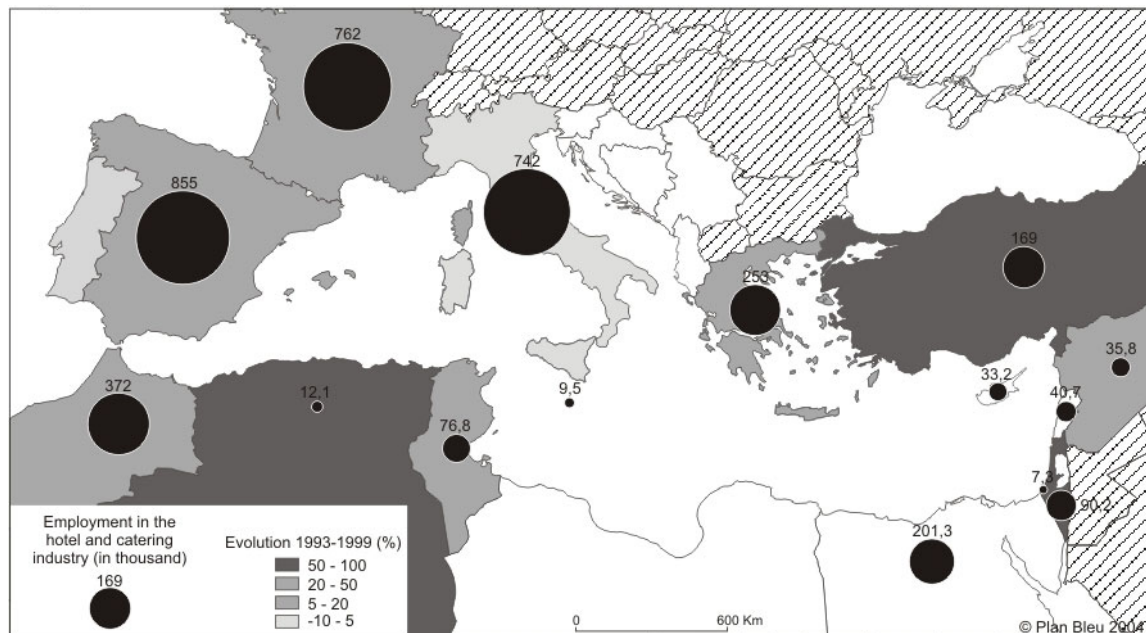 762
855
742
169
253
35,8
33,2
40,7
372
12,1
9,5
76,8
7,3
90,2
201,3
Employment in the
hotel and catering
industry (in thousand)
169
Evolution 1993-1999 (%)
50 - 100
20 - 50
5 - 20
-10 - 5
0
600 Km
© Plan Bleu 2004